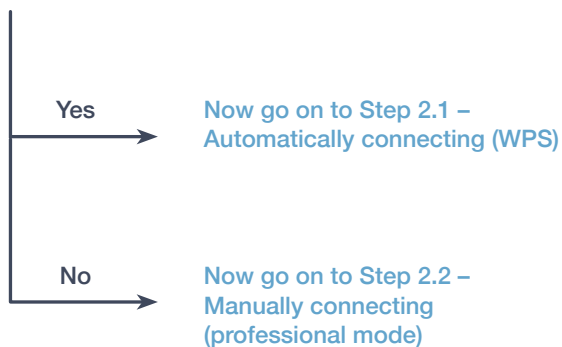 Yes
Now go on to Step 2.1 –
Automatically connecting (WPS)
No
Now go on to Step 2.2 –
Manually connecting
(professional mode)